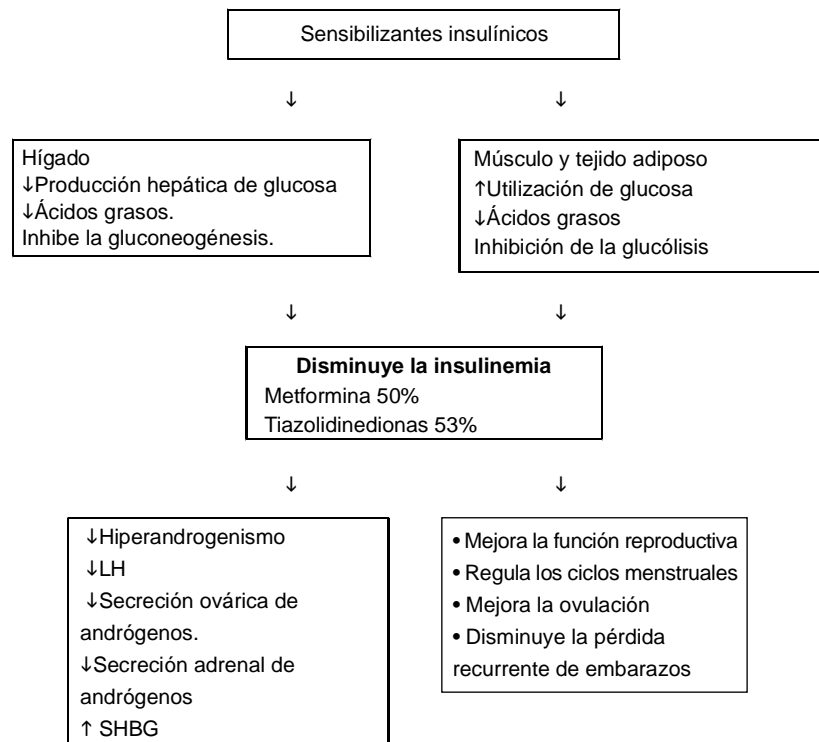 Sensibilizantes insulínicos
↓ ↓
Hígado
↓Producción hepática de glucosa
↓Ácidos grasos.
Inhibe la gluconeogénesis.
Músculo y tejido adiposo
↑Utilización de glucosa
↓Ácidos grasos
Inhibición de la glucólisis
↓ ↓
Disminuye la insulinemia
Metformina 50%
Tiazolidinedionas 53%
↓ ↓
↓Hiperandrogenismo
↓LH
↓Secreción ovárica de
andrógenos.
↓Secreción adrenal de
andrógenos
↑ SHBG
• Mejora la función reproductiva
• Regula los ciclos menstruales
• Mejora la ovulación
• Disminuye la pérdida
recurrente de embarazos